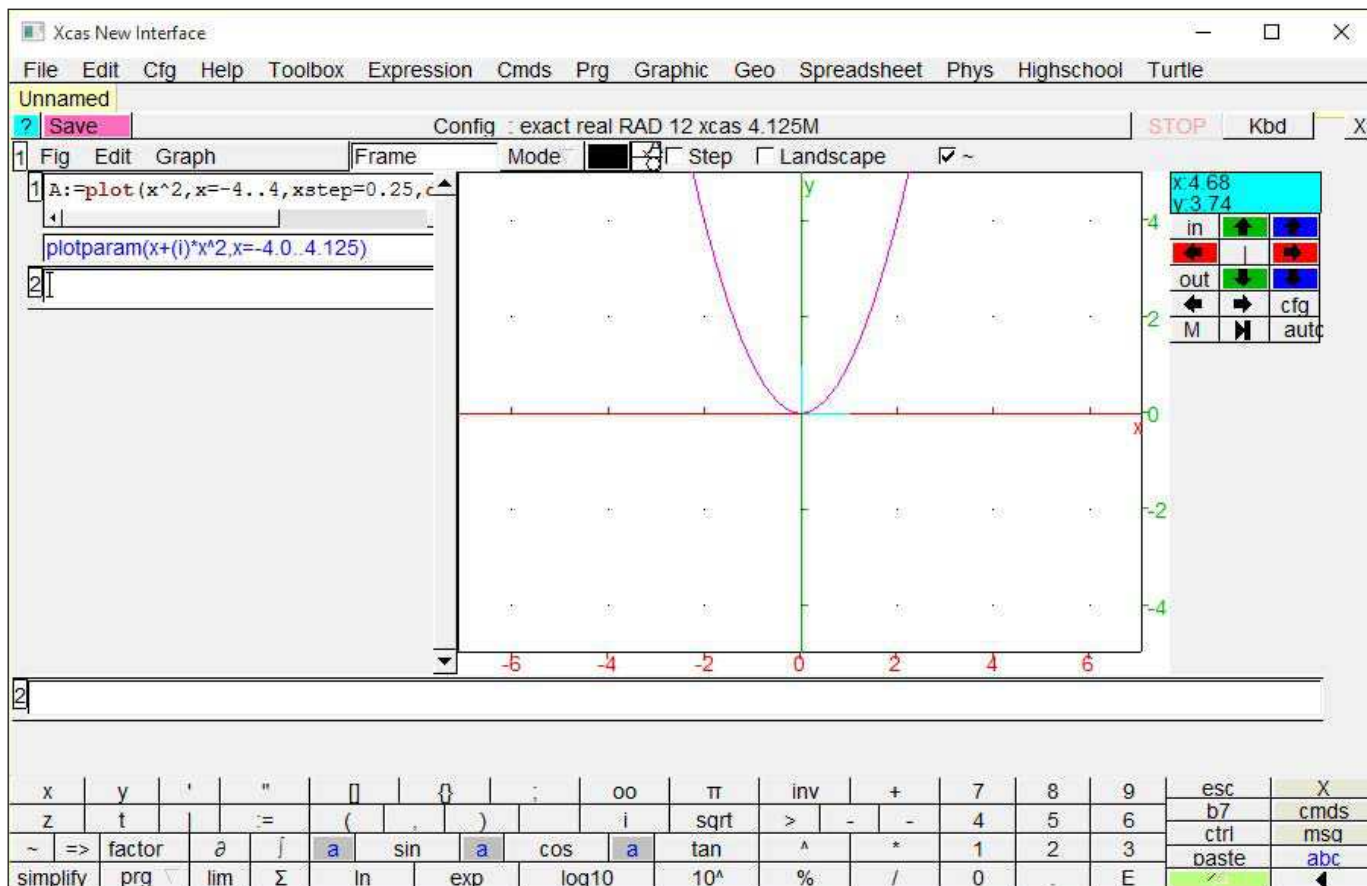 Xcas New Interface
File Edit Cfg Help Toolbox Expression Cmds Prg Graphic Geo Spreadsheet Phys Highschool Turtle
Unnamed
? Save Config : exact real RAD 12 xcas 4.125M STOP Kbd X
1 Fig Edit Graph Frame Mode Step Landscape ~
1 A:=plot(x^2,x=-4..4,xstep=0.25,
plotparam(x+(i)*x^2,x=-4.0..4.125)
2
y
4
2
0
x
-2
-4
-6 -4 -2 0 2 4 6
x:4.68
y:3.74
in
out
cfg
M auto
2
x y ' " [] {} ; oo π inv + 7 8 9 esc X
z t | := ( , ) i sqrt > - - 4 5 6 b7 cmds
~ => factor ∂ ∫ a sin a cos a tan ^ * 1 2 3 ctrl msg
simplify prg lim Σ ln exp log10 10^ % / 0 . E paste abc